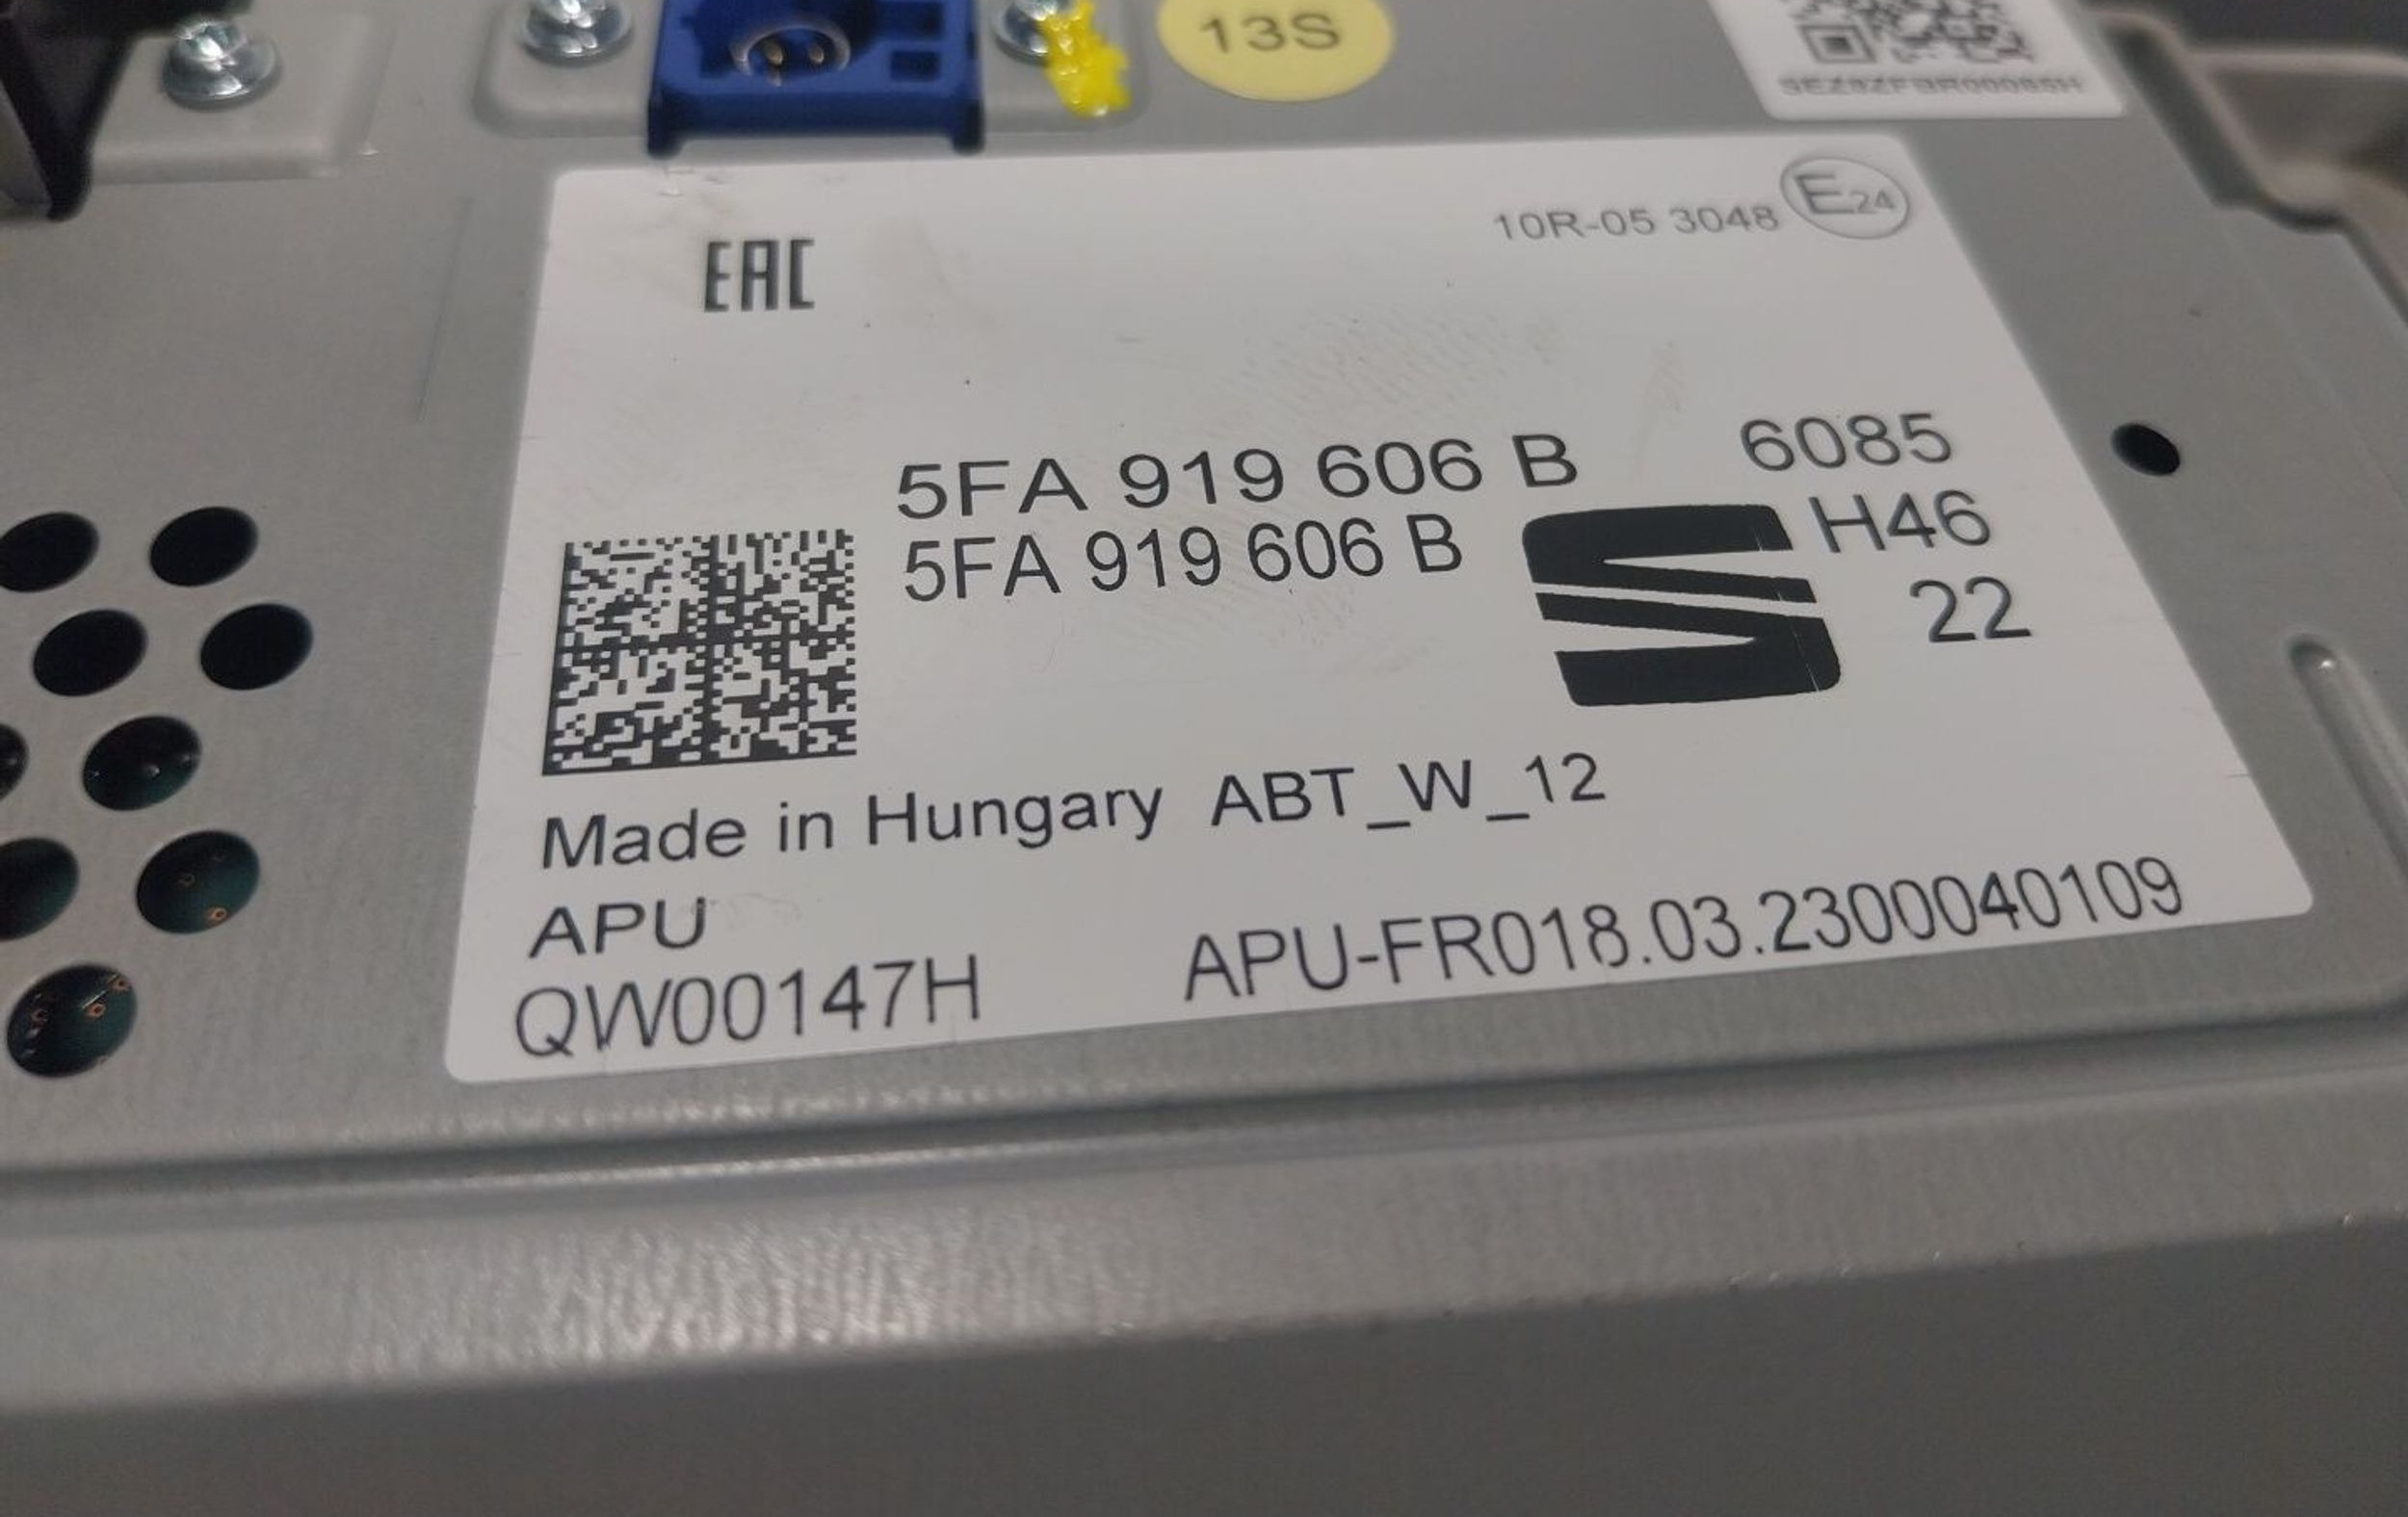 13S
10R-05 3048 E24
EAC
5FA 919 606 B 6085
5FA 919 606 B H46
22
Made in Hungary ABT_W_12
APU
QW00147H APU-FR018.03.2300040109